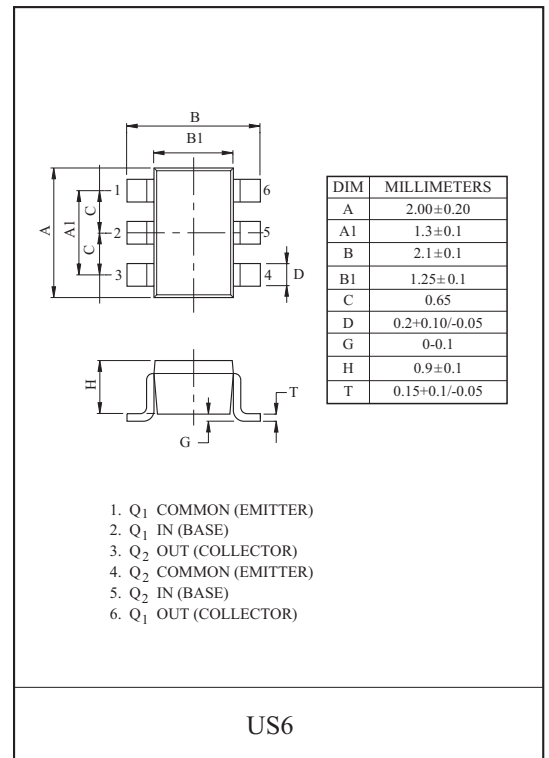 B
B1
1 6
A A1 C
2 5
C
3 4 D
H T
G
DIM MILLIMETERS
A 2.00±0.20
A1 1.3±0.1
B 2.1±0.1
B1 1.25±0.1
C 0.65
D 0.2+0.10/-0.05
G 0-0.1
H 0.9±0.1
T 0.15+0.1/-0.05
1. Q1 COMMON (EMITTER)
2. Q1 IN (BASE)
3. Q2 OUT (COLLECTOR)
4. Q2 COMMON (EMITTER)
5. Q2 IN (BASE)
6. Q1 OUT (COLLECTOR)
US6